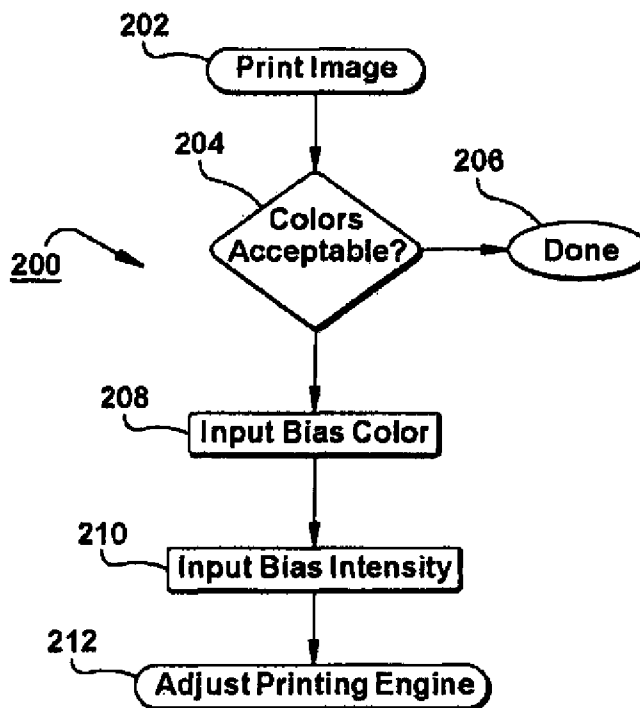 202
Print Image
204
Colors
Acceptable?
206
Done
200
208
Input Bias Color
210
Input Bias Intensity
212
Adjust Printing Engine